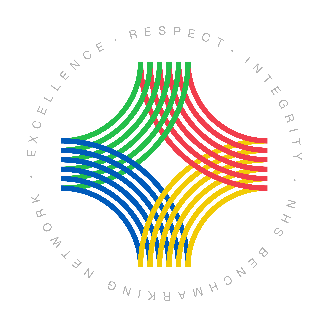 EXCELLENCE · RESPECT · INTEGRITY · NHS BENCHMARKING NETWORK ·